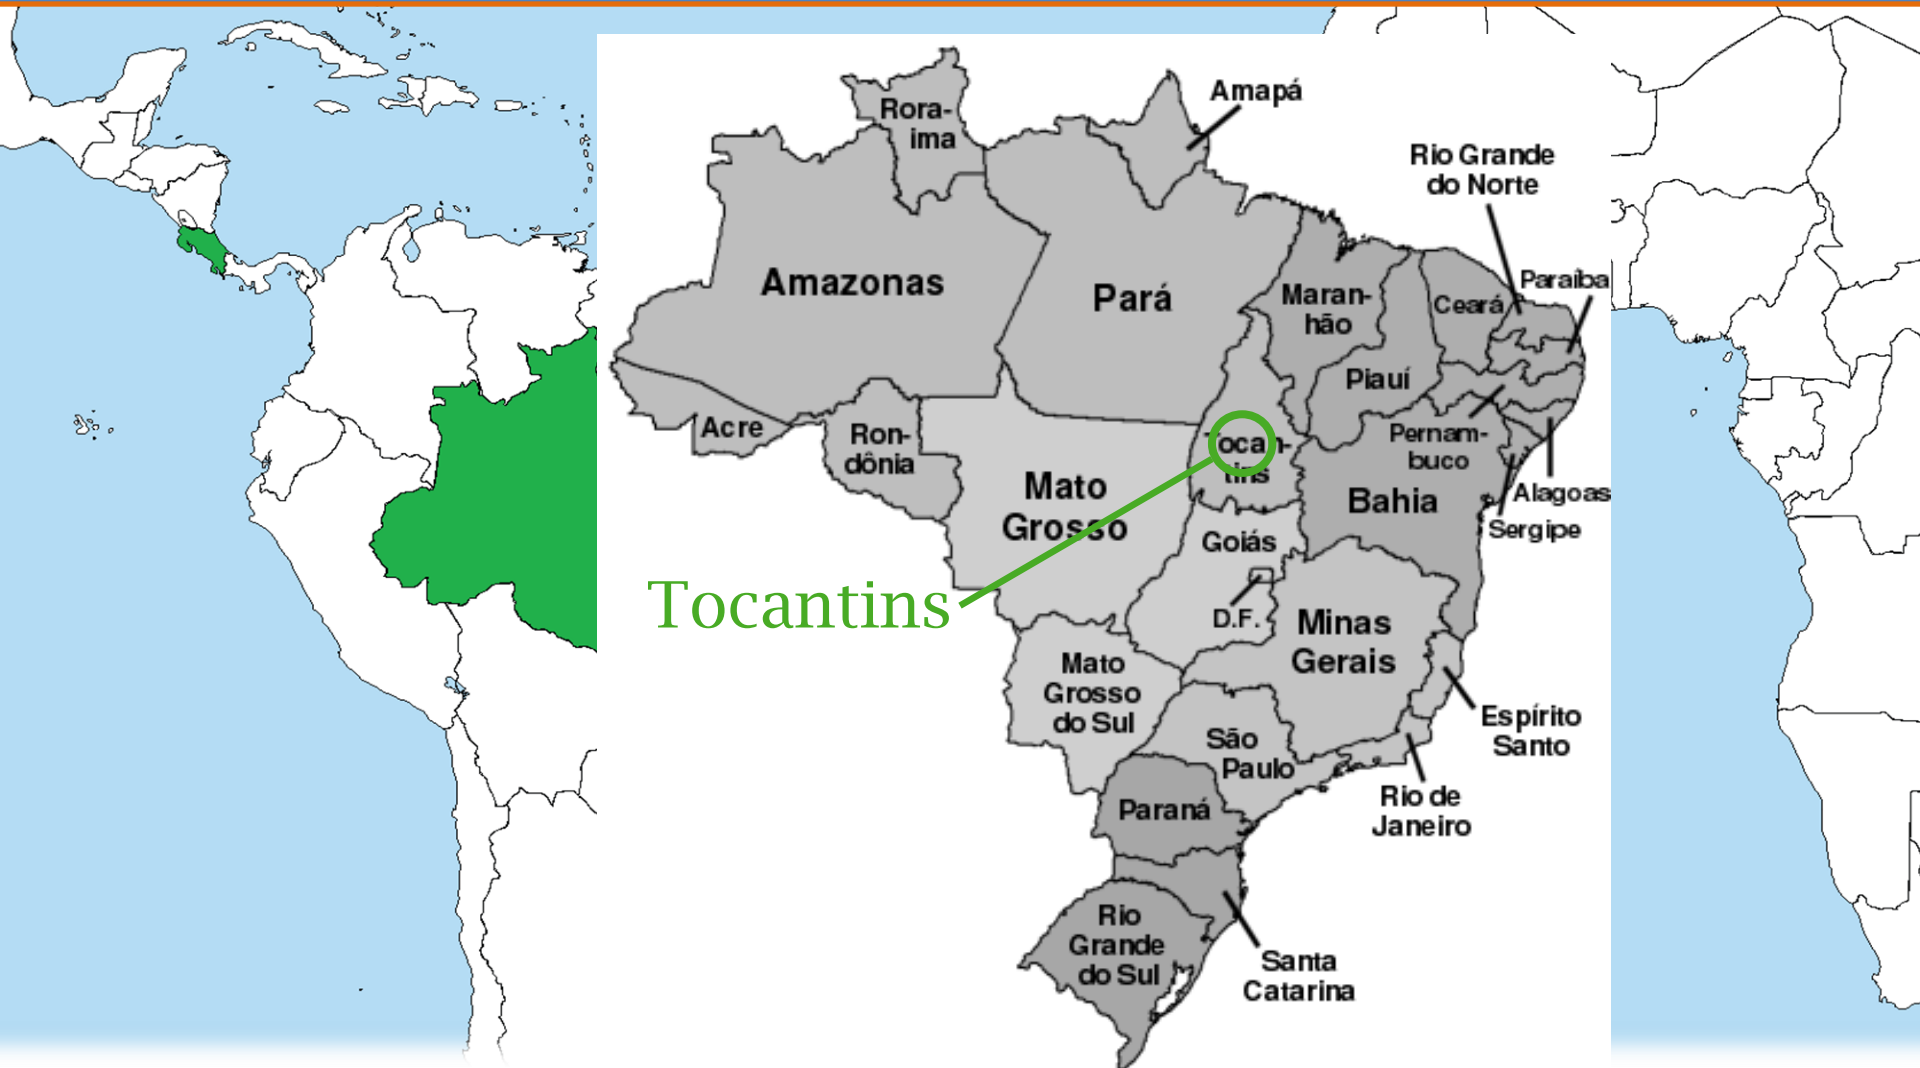 Rora-
ima
Amapá
Rio Grande
do Norte
Amazonas
Pará
Maran-
hão
Ceará
Paraíba
Piauí
Acre
Ron-
dônia
Tocan-
tins
Pernam-
buco
Mato
Grosso
Bahia
Alagoas
Sergipe
Goiás
Tocantins
D.F.
Minas
Gerais
Mato
Grosso
do Sul
Espírito
Santo
São
Paulo
Rio de
Janeiro
Paraná
Rio
Grande
do Sul
Santa
Catarina